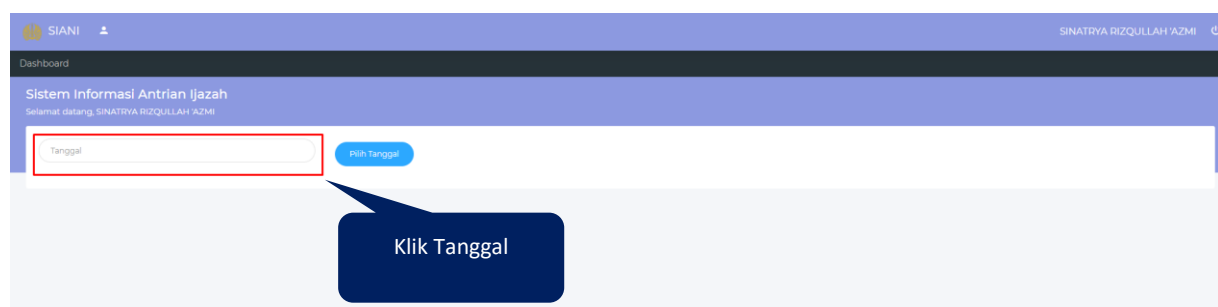 SIANI
SINATRYA RIZQULLAH 'AZMI
Dashboard
Sistem Informasi Antrian Ijazah
Selamat datang, SINATRYA RIZQULLAH 'AZMI
Tanggal
Pilih Tanggal
Klik Tanggal